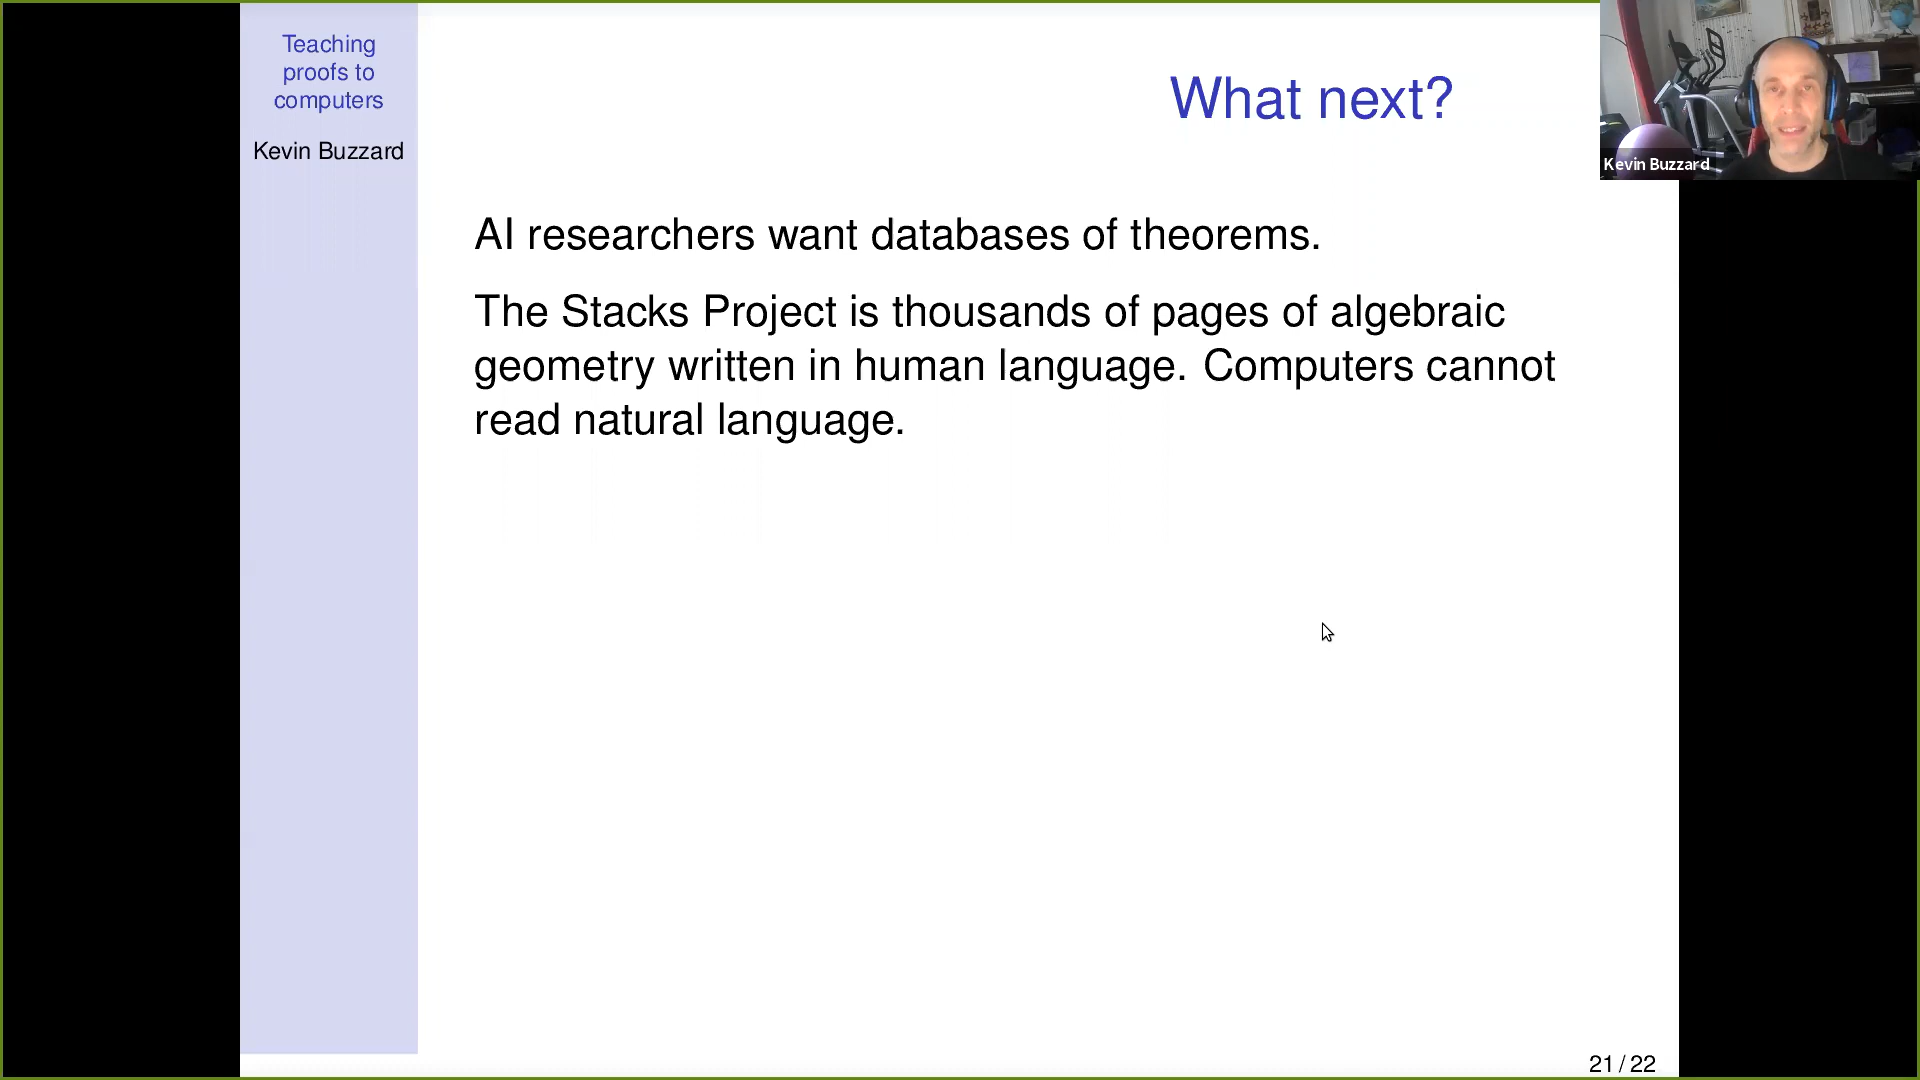 Teaching
proofs to
computers
Kevin Buzzard
What next?
AI researchers want databases of theorems.
The Stacks Project is thousands of pages of algebraic
geometry written in human language. Computers cannot
read natural language.
Kevin Buzzard
21 / 22